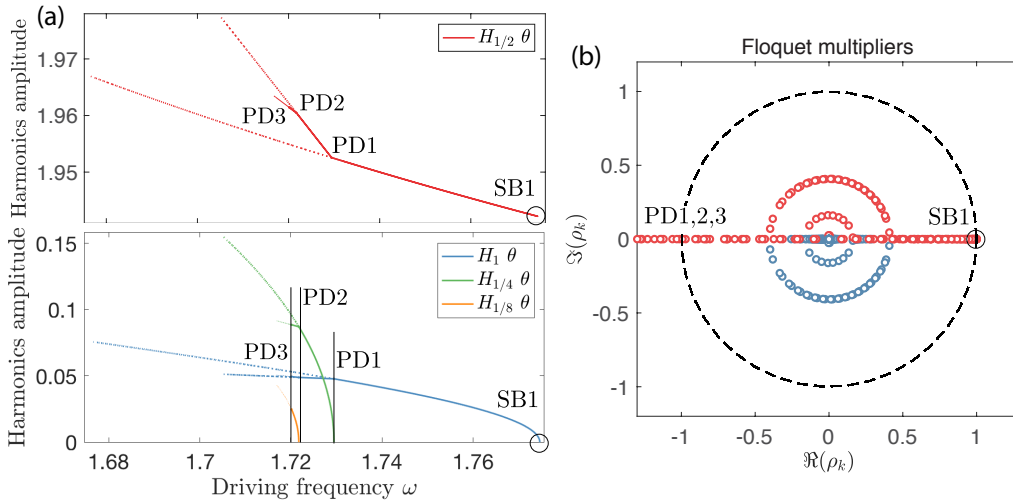 (a)
Harmonics amplitude
1.97
1.96
1.95
H1/2 θ
PD2
PD3
PD1
SB1
Harmonics amplitude
0.15
0.1
0.05
0
H1 θ
H1/4 θ
H1/8 θ
PD2
PD3
PD1
SB1
1.68
1.7
1.72
1.74
1.76
Driving frequency ω
(b)
Floquet multipliers
ℑ(ρk)
1
0.5
0
-0.5
-1
PD1,2,3
SB1
-1
-0.5
0
0.5
1
ℜ(ρk)